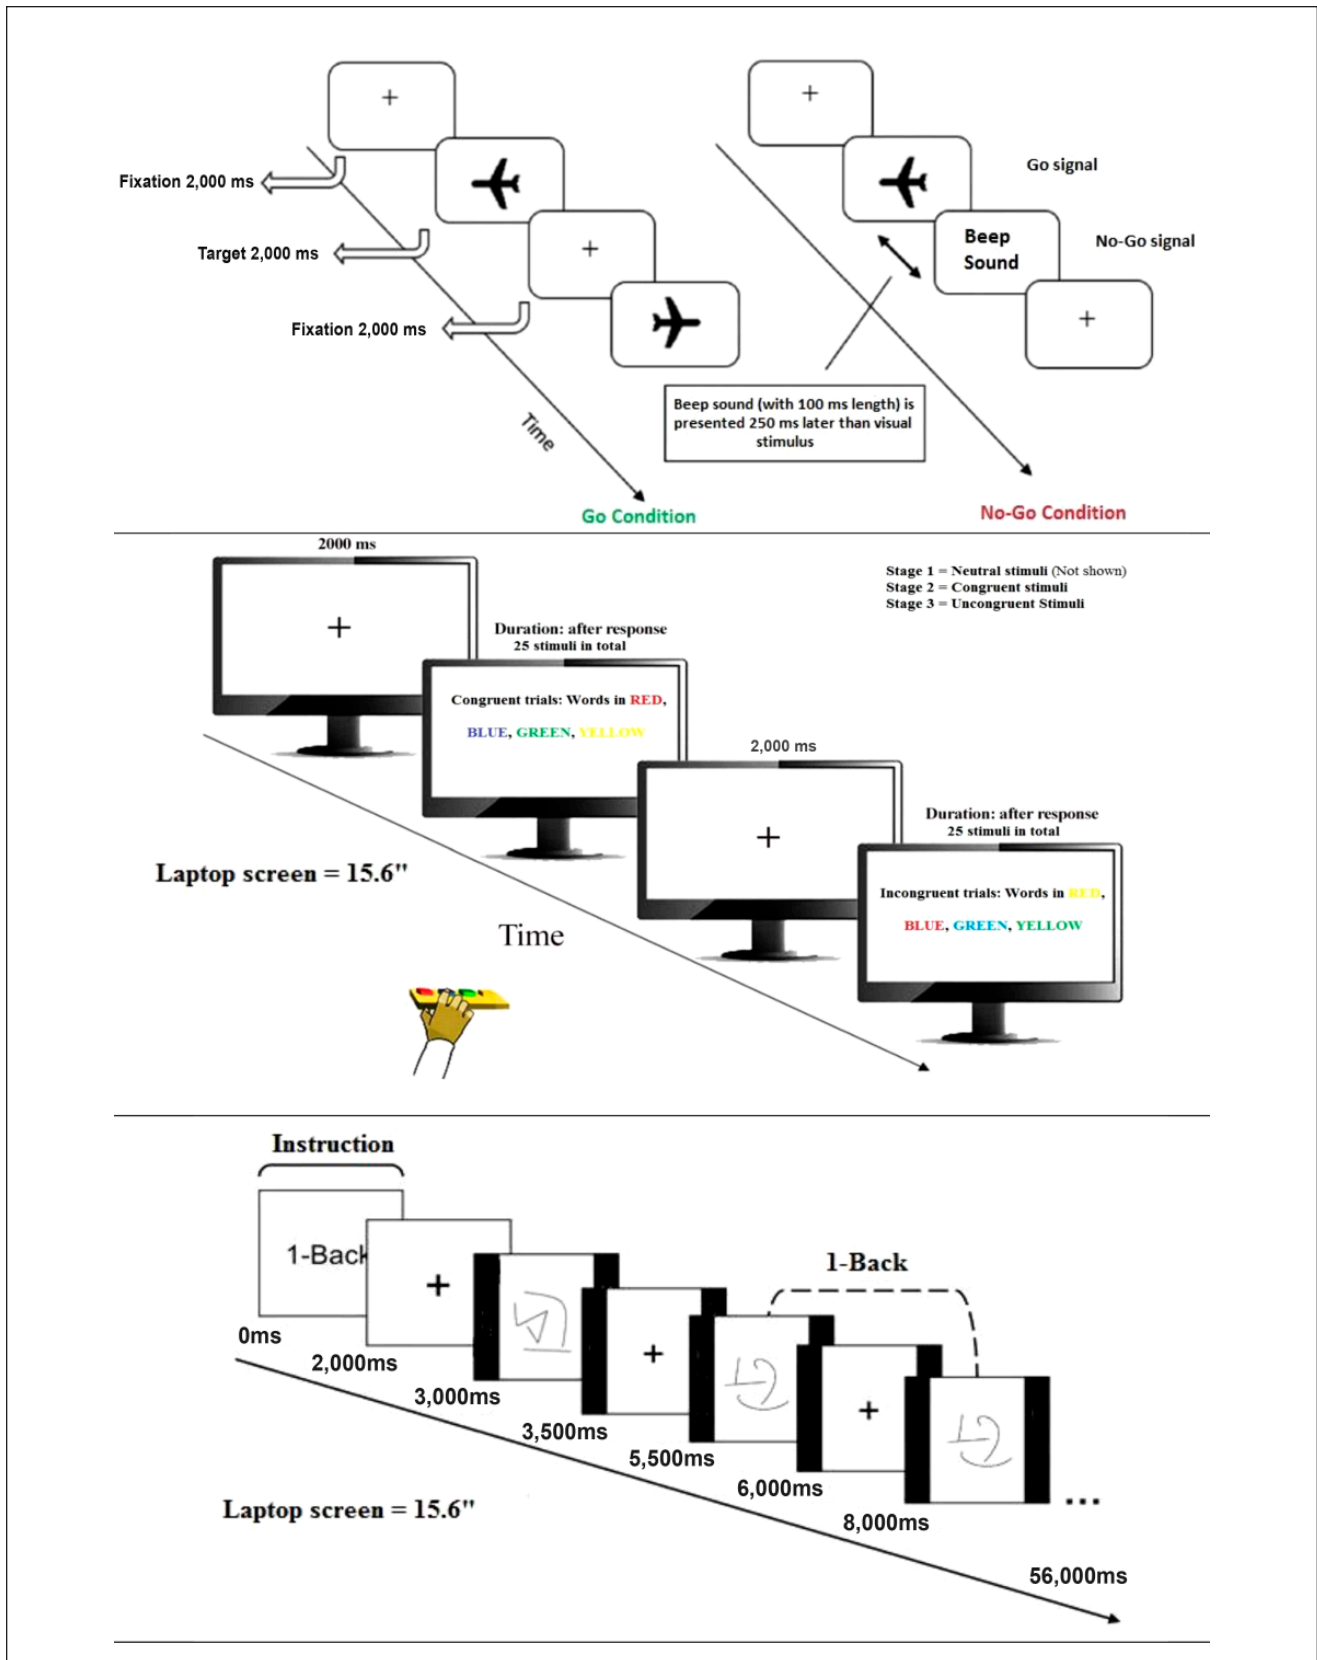 Fixation 2,000 ms
Target 2,000 ms
Fixation 2,000 ms
Time
Go Condition
Go signal
Beep
Sound
No-Go signal
Beep sound (with 100 ms length) is
presented 250 ms later than visual
stimulus
No-Go Condition
2000 ms
Stage 1 = Neutral stimuli (Not shown)
Stage 2 = Congruent stimuli
Stage 3 = Uncongruent Stimuli
Duration: after response
25 stimuli in total
Congruent trials: Words in RED,
BLUE, GREEN, YELLOW
2,000 ms
Duration: after response
25 stimuli in total
Incongruent trials: Words in RED,
BLUE, GREEN, YELLOW
Laptop screen = 15.6"
Time
Instruction
1-Back
1-Back
0ms
2,000ms
3,000ms
3,500ms
5,500ms
6,000ms
8,000ms
...
56,000ms
Laptop screen = 15.6"